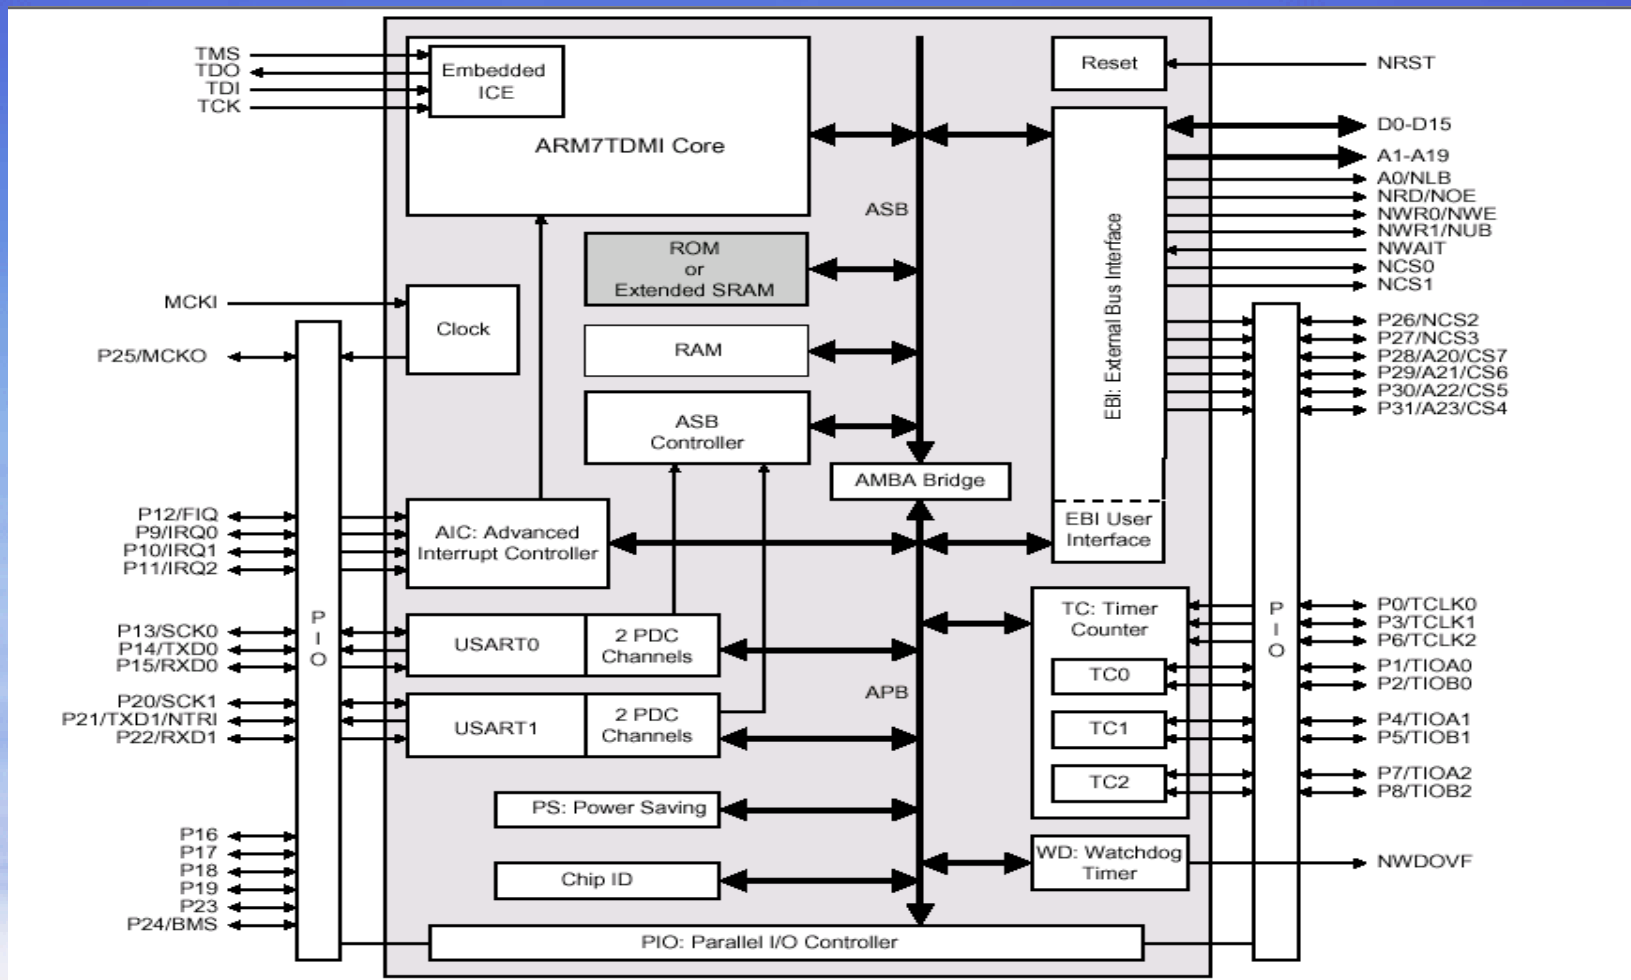 TMS
TDO
TDI
TCK
Embedded
ICE
ARM7TDMI Core
Reset
NRST
D0-D15
A1-A19
A0/NLB
NRD/NOE
NWR0/NWE
NWR1/NUB
NWAIT
NCS0
NCS1
EBI: External Bus Interface
ASB
ROM
or
Extended SRAM
MCKI
Clock
P25/MCKO
RAM
ASB
Controller
AMBA Bridge
P26/NCS2
P27/NCS3
P28/A20/CS7
P29/A21/CS6
P30/A22/CS5
P31/A23/CS4
P12/FIQ
P9/IRQ0
P10/IRQ1
P11/IRQ2
AIC: Advanced
Interrupt Controller
EBI User
Interface
PIO
P13/SCK0
P14/TXD0
P15/RXD0
USART0
2 PDC
Channels
P20/SCK1
P21/TXD1/NTRI
P22/RXD1
USART1
2 PDC
Channels
APB
TC: Timer
Counter
TC0
TC1
TC2
PIO
P0/TCLK0
P3/TCLK1
P6/TCLK2
P1/TIOA0
P2/TIOB0
P4/TIOA1
P5/TIOB1
P7/TIOA2
P8/TIOB2
PS: Power Saving
Chip ID
WD: Watchdog
Timer
NWDOVF
P16
P17
P18
P19
P23
P24/BMS
PIO: Parallel I/O Controller